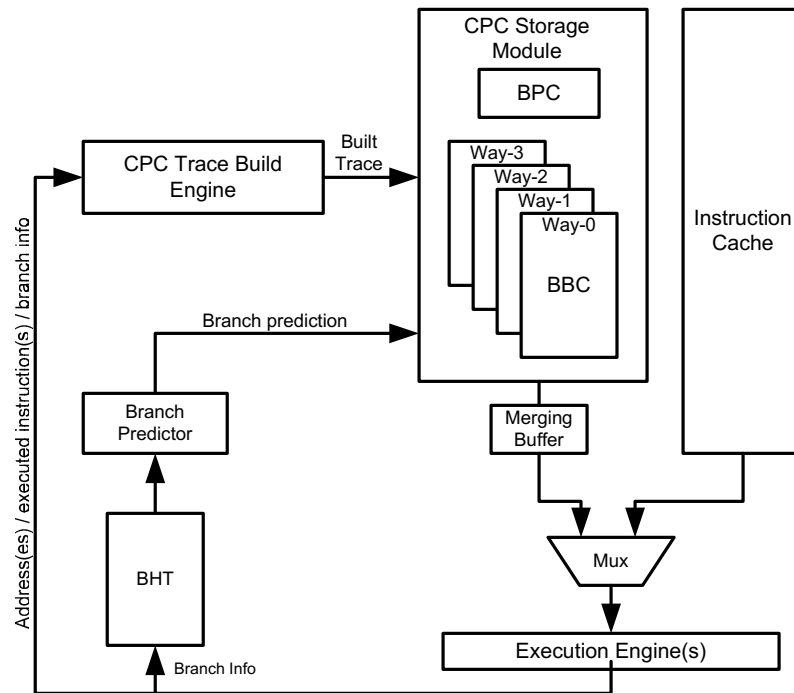 CPC Storage
Module
BPC
Built
Trace
CPC Trace Build
Engine
Way-3
Way-2
Way-1
Way-0
BBC
Instruction
Cache
Address(es) / executed instruction(s) / branch info
Branch prediction
Branch
Predictor
Merging
Buffer
BHT
Mux
Execution Engine(s)
Branch Info